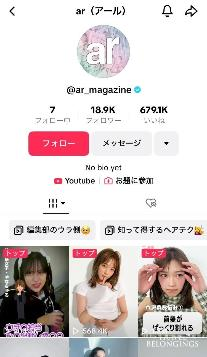 ar（アール）
ar
@ar_magazine
7
18.9K
679.1K
フォロー中
フォロワー
いいね
フォロー
メッセージ
No bio yet
Youtube
お題に参加
編集部のウラ側
知って得するヘアテク
トップ
トップ
トップ
568.4K
前髪が
ぱっくり割れる
BELONGINGS